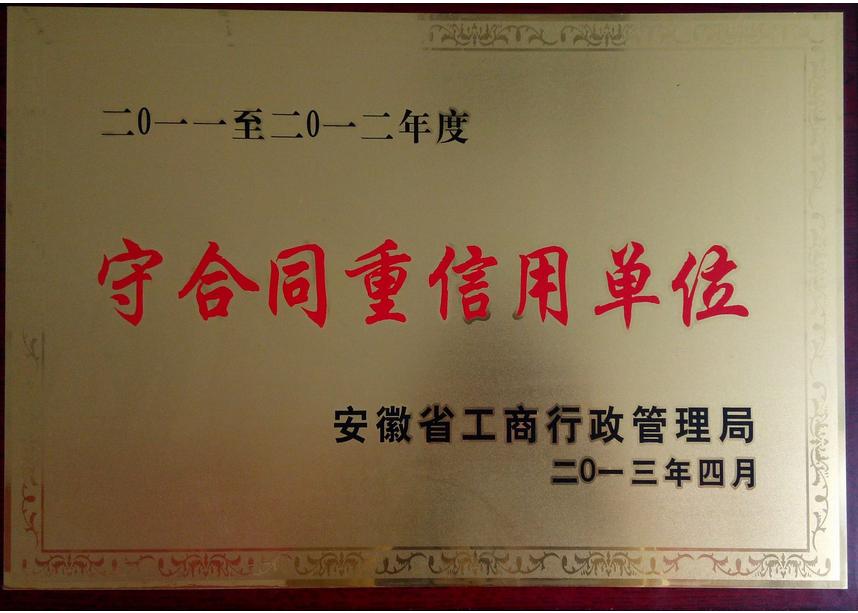 二0一一至二0一二年度
守合同重信用单位
安徽省工商行政管理局
二0一三年四月